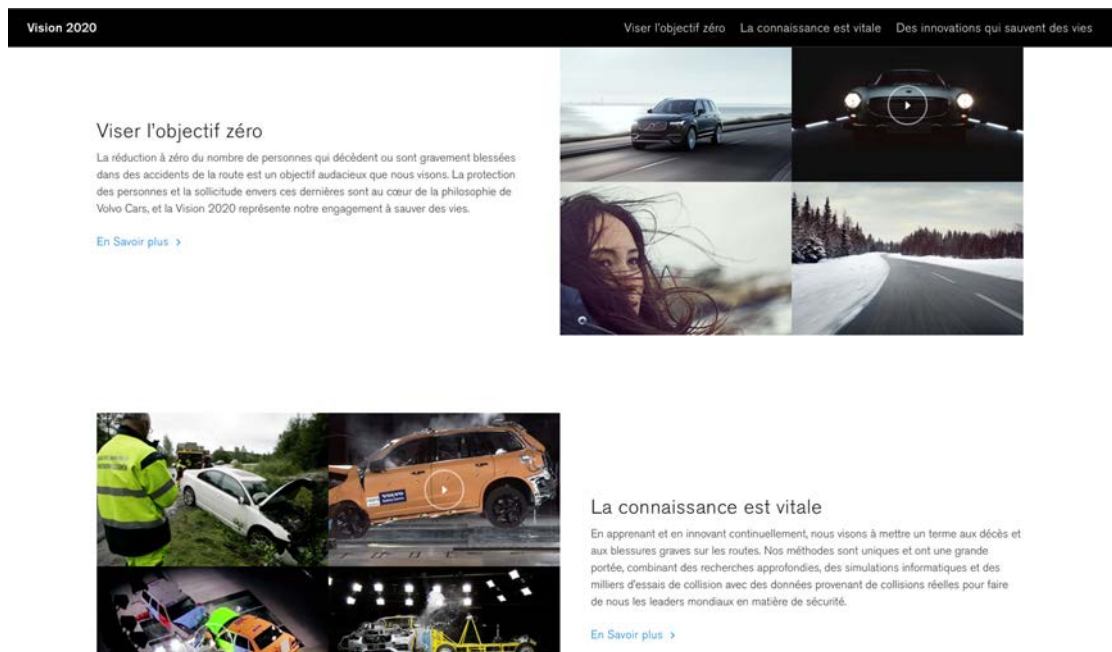 Vision 2020
Viser l'objectif zéro
La connaissance est vitale
Des innovations qui sauvent des vies
Viser l'objectif zéro
La réduction à zéro du nombre de personnes qui décèdent ou sont gravement blessées
dans des accidents de la route est un objectif audacieux que nous visons. La protection
des personnes et la sollicitude envers ces dernières sont au cœur de la philosophie de
Volvo Cars, et la Vision 2020 représente notre engagement à sauver des vies.
En Savoir plus >
VOLVO
La connaissance est vitale
En apprenant et en innovant continuellement, nous visons à mettre un terme aux décès et
aux blessures graves sur les routes. Nos méthodes sont uniques et ont une grande
portée, combinant des recherches approfondies, des simulations informatiques et des
milliers d'essais de collision avec des données provenant de collisions réelles pour faire
de nous les leaders mondiaux en matière de sécurité.
En Savoir plus >